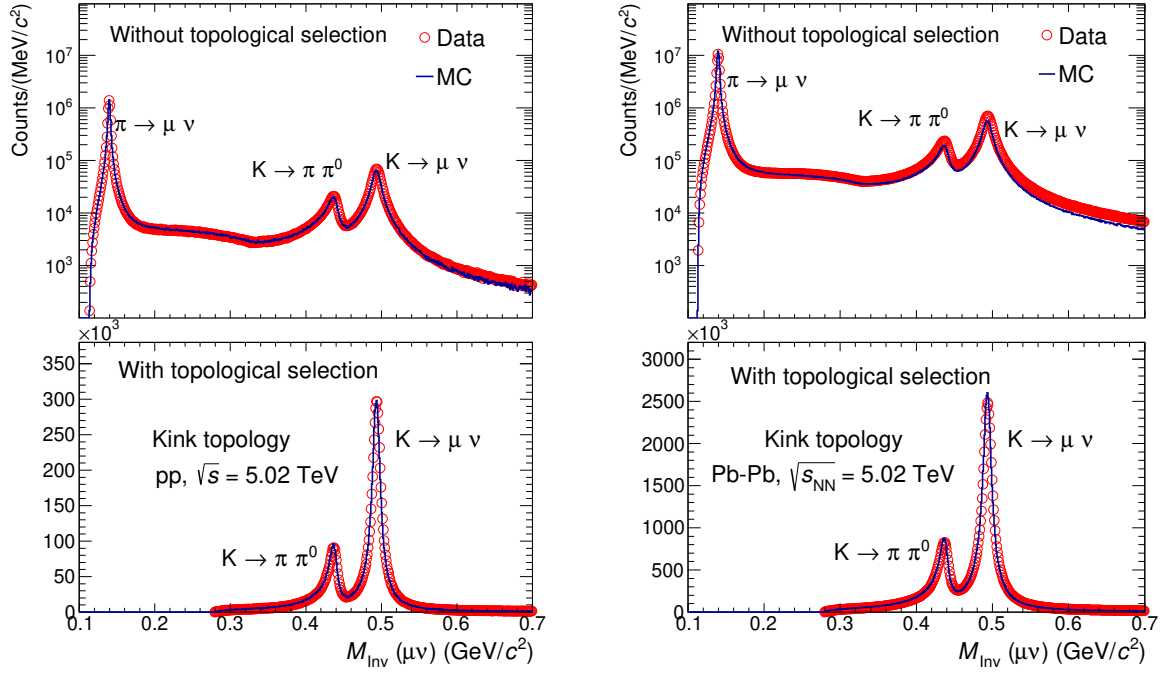 Counts/(MeV/c²)
10⁷
10⁶
10⁵
10⁴
10³
Without topological selection
Data
MC
π → μ ν
K → π π⁰
K → μ ν
×10³
350
300
250
200
150
100
50
0
With topological selection
Kink topology
pp, √s = 5.02 TeV
K → μ ν
K → π π⁰
0.1 0.2 0.3 0.4 0.5 0.6 0.7
M_Inv (μν) (GeV/c²)
Counts/(MeV/c²)
10⁷
10⁶
10⁵
10⁴
10³
Without topological selection
Data
MC
π → μ ν
K → π π⁰
K → μ ν
×10³
3000
2500
2000
1500
1000
500
0
With topological selection
Kink topology
Pb-Pb, √s_NN = 5.02 TeV
K → μ ν
K → π π⁰
0.1 0.2 0.3 0.4 0.5 0.6 0.7
M_Inv (μν) (GeV/c²)